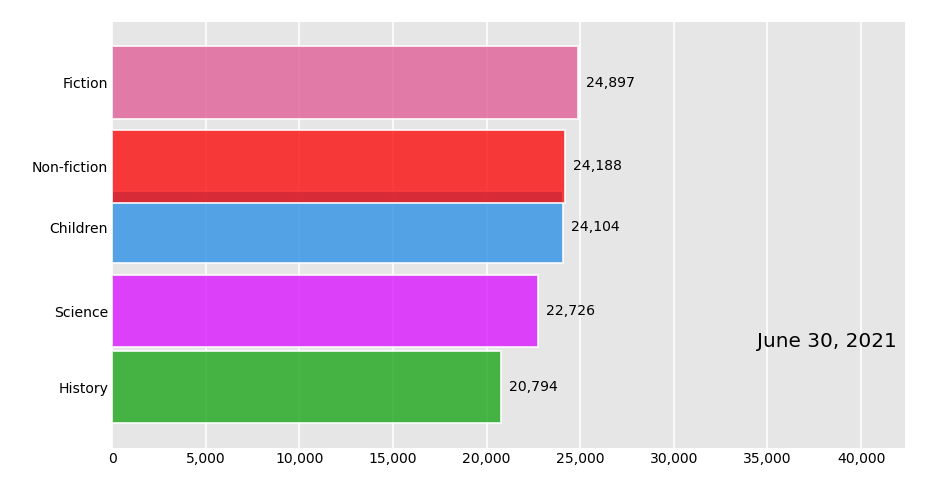 Fiction 24,897
Non-fiction 24,188
Children 24,104
Science 22,726
June 30, 2021
History 20,794
0 5,000 10,000 15,000 20,000 25,000 30,000 35,000 40,000